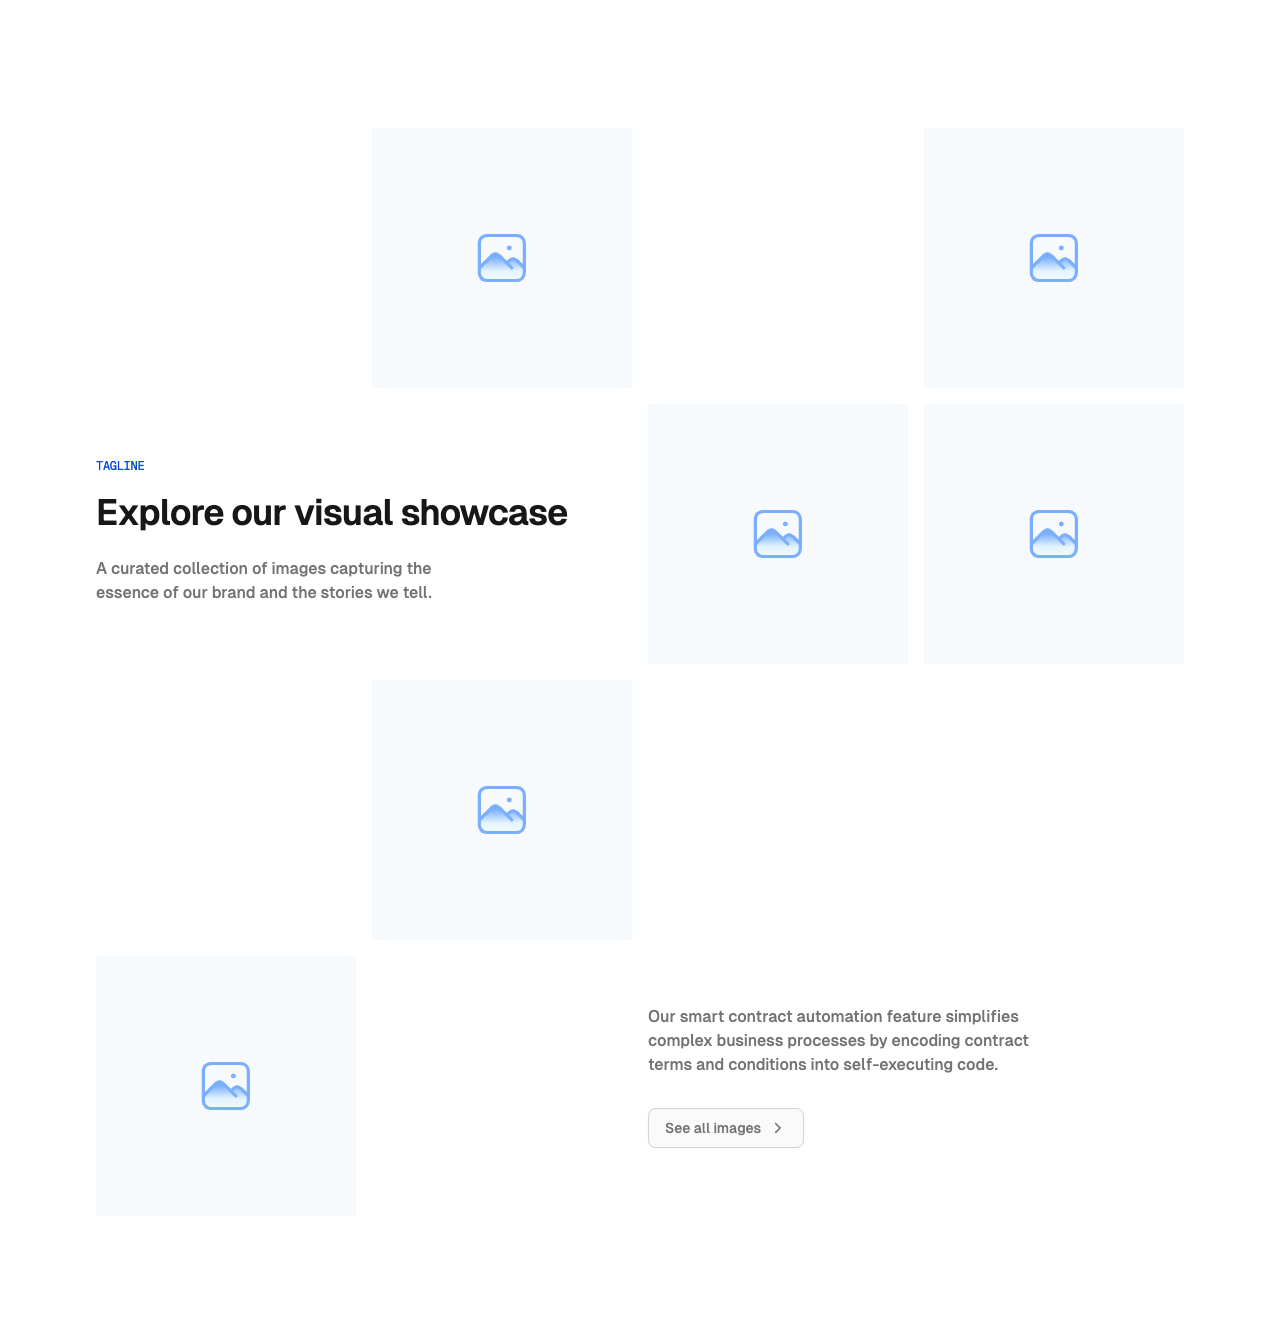 TAGLINE
Explore our visual showcase
A curated collection of images capturing the
essence of our brand and the stories we tell.
Our smart contract automation feature simplifies
complex business processes by encoding contract
terms and conditions into self-executing code.
See all images